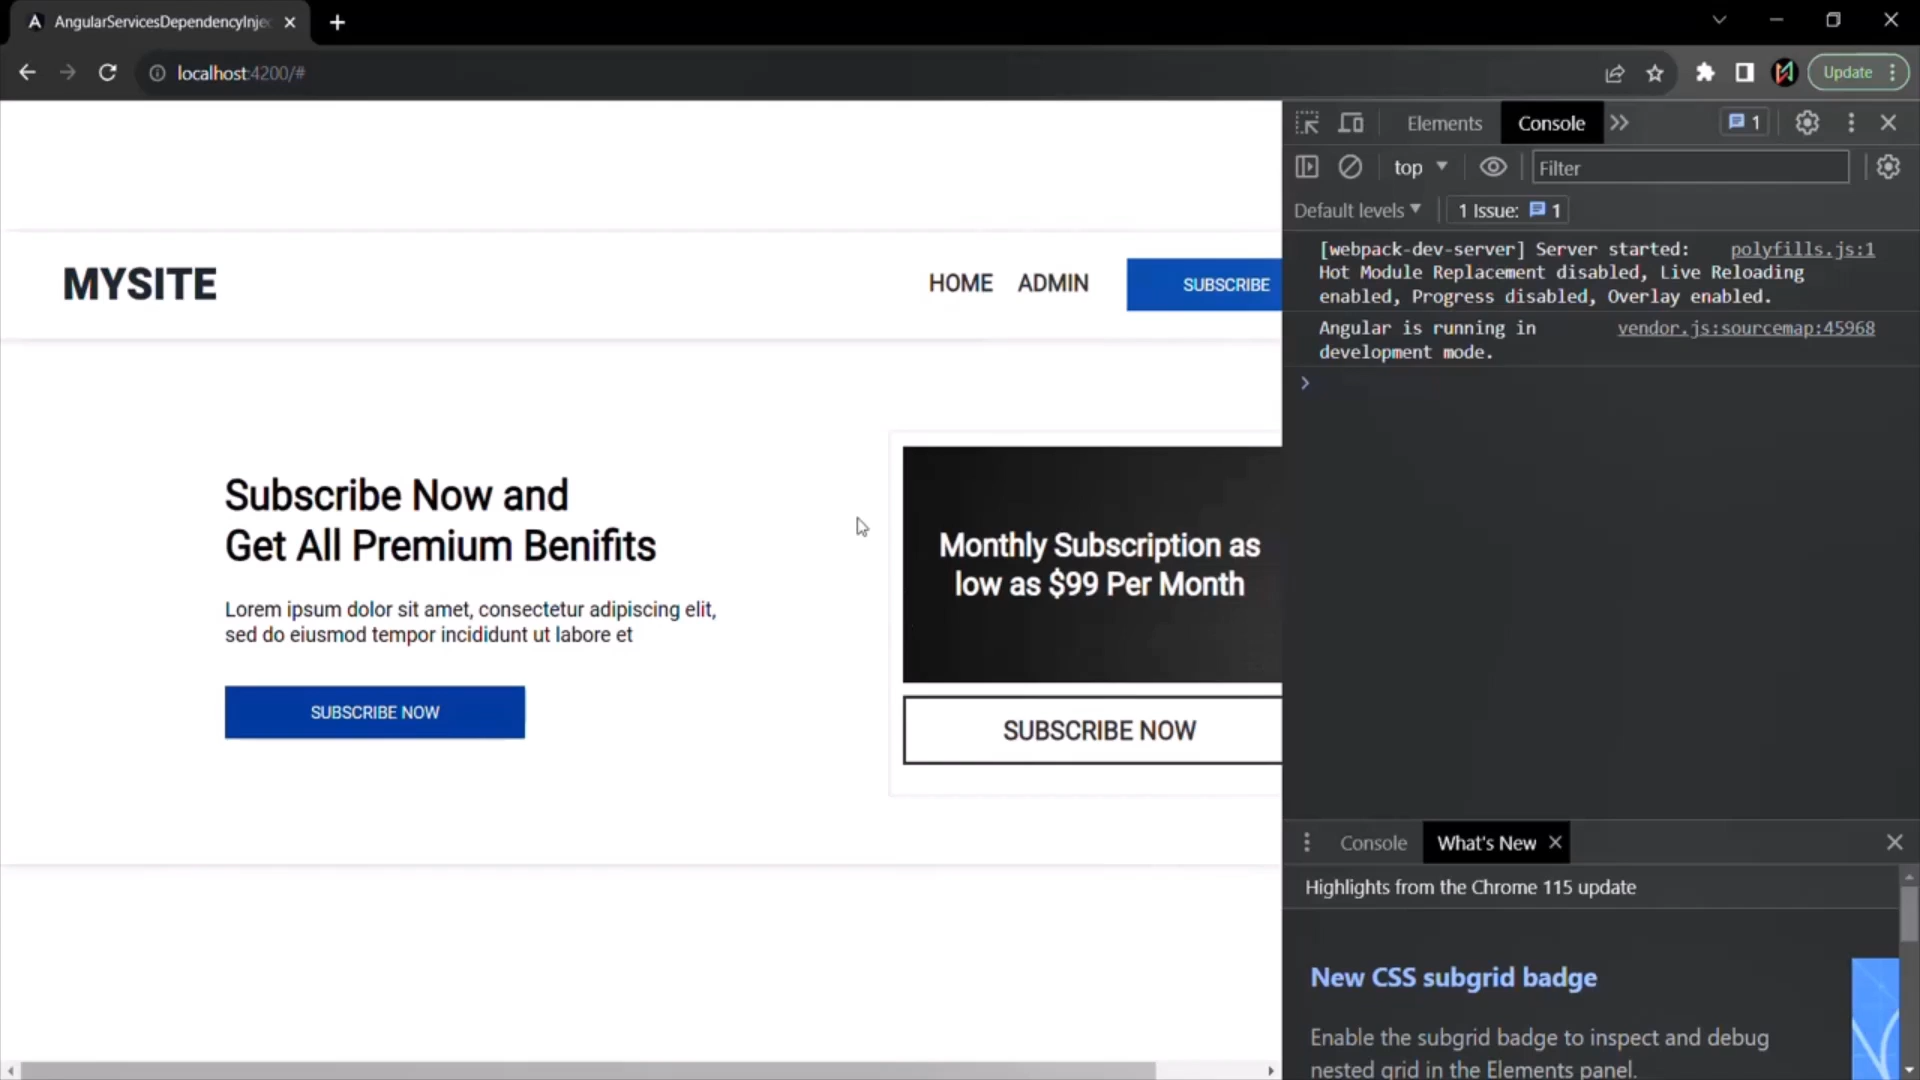 AngularServicesDependencyInjec
localhost:4200/#
Update
MYSITE
HOME
ADMIN
SUBSCRIBE
Subscribe Now and
Get All Premium Benifits
Lorem ipsum dolor sit amet, consectetur adipiscing elit,
sed do eiusmod tempor incididunt ut labore et
SUBSCRIBE NOW
Monthly Subscription as
low as $99 Per Month
SUBSCRIBE NOW
Elements
Console
1
top
Filter
Default levels
1 Issue: 1
[webpack-dev-server] Server started: polyfills.js:1
Hot Module Replacement disabled, Live Reloading
enabled, Progress disabled, Overlay enabled.
Angular is running in vendor.js:sourcemap:45968
development mode.
Console
What's New
Highlights from the Chrome 115 update
New CSS subgrid badge
Enable the subgrid badge to inspect and debug
nested grid in the Elements panel.